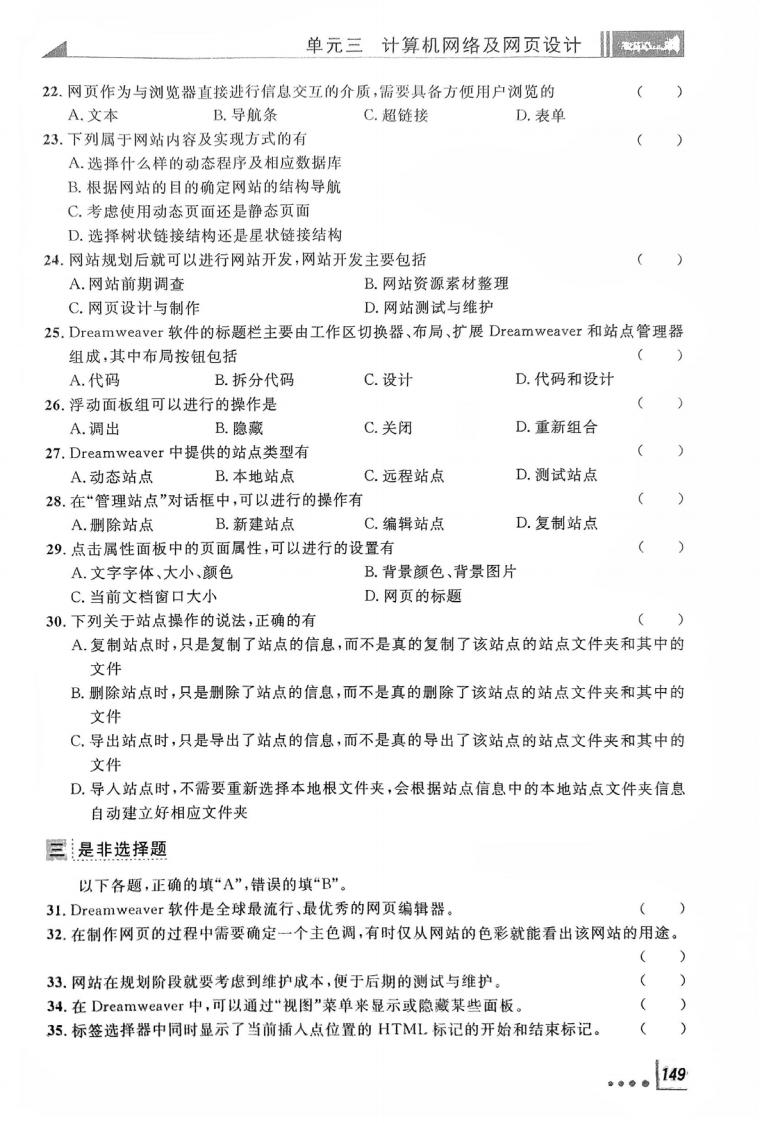 单元三 计算机网络及网页设计
22. 网页作为与浏览器直接进行信息交互的介质,需要具备方便用户浏览的 ( )
A. 文本 B. 导航条 C. 超链接 D. 表单
23. 下列属于网站内容及实现方式的有 ( )
A. 选择什么样的动态程序及相应数据库
B. 根据网站的目的确定网站的结构导航
C. 考虑使用动态页面还是静态页面
D. 选择树状链接结构还是星状链接结构
24. 网站规划后就可以进行网站开发,网站开发主要包括 ( )
A. 网站前期调查 B. 网站资源素材整理
C. 网页设计与制作 D. 网站测试与维护
25. Dreamweaver 软件的标题栏主要由工作区切换器、布局、扩展 Dreamweaver 和站点管理器
组成,其中布局按钮包括 ( )
A. 代码 B. 拆分代码 C. 设计 D. 代码和设计
26. 浮动面板组可以进行的操作是 ( )
A. 调出 B. 隐藏 C. 关闭 D. 重新组合
27. Dreamweaver 中提供的站点类型有 ( )
A. 动态站点 B. 本地站点 C. 远程站点 D. 测试站点
28. 在“管理站点”对话框中,可以进行的操作有 ( )
A. 删除站点 B. 新建站点 C. 编辑站点 D. 复制站点
29. 点击属性面板中的页面属性,可以进行的设置有 ( )
A. 文字字体、大小、颜色 B. 背景颜色、背景图片
C. 当前文档窗口大小 D. 网页的标题
30. 下列关于站点操作的说法,正确的有 ( )
A. 复制站点时,只是复制了站点的信息,而不是真的复制了该站点的站点文件夹和其中的
文件
B. 删除站点时,只是删除了站点的信息,而不是真的删除了该站点的站点文件夹和其中的
文件
C. 导出站点时,只是导出了站点的信息,而不是真的导出了该站点的站点文件夹和其中的
文件
D. 导入站点时,不需要重新选择本地根文件夹,会根据站点信息中的本地站点文件夹信息
自动建立好相应文件夹
三 是非选择题
以下各题,正确的填“A”,错误的填“B”。
31. Dreamweaver 软件是全球最流行、最优秀的网页编辑器。 ( )
32. 在制作网页的过程中需要确定一个主色调,有时仅从网站的色彩就能看出该网站的用途。
( )
33. 网站在规划阶段就要考虑到维护成本,便于后期的测试与维护。 ( )
34. 在 Dreamweaver 中,可以通过“视图”菜单来显示或隐藏某些面板。 ( )
35. 标签选择器中同时显示了当前插入点位置的 HTML 标记的开始和结束标记。 ( )
149